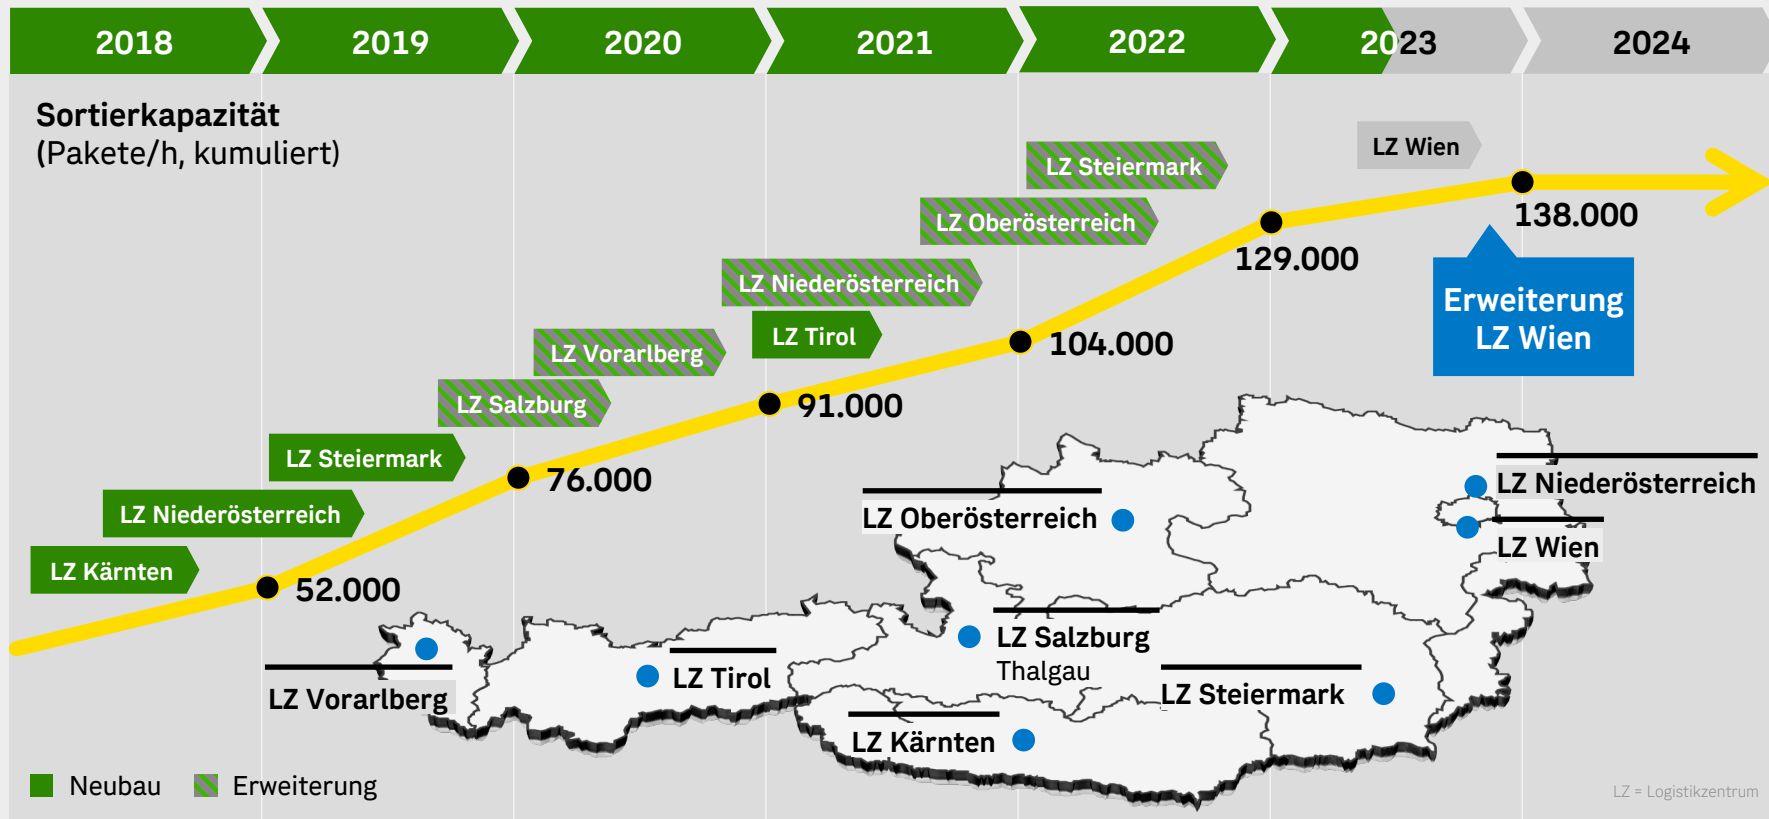 2018
2019
2020
2021
2022
2023
2024
Sortierkapazität
(Pakete/h, kumuliert)
LZ Wien
LZ Steiermark
138.000
LZ Oberösterreich
129.000
LZ Niederösterreich
Erweiterung
LZ Wien
LZ Tirol
104.000
LZ Vorarlberg
LZ Salzburg
91.000
LZ Steiermark
76.000
LZ Niederösterreich
LZ Kärnten
52.000
LZ Niederösterreich
LZ Oberösterreich
LZ Wien
LZ Salzburg
Thalgau
LZ Tirol
LZ Vorarlberg
LZ Steiermark
LZ Kärnten
Neubau
Erweiterung
LZ = Logistikzentrum